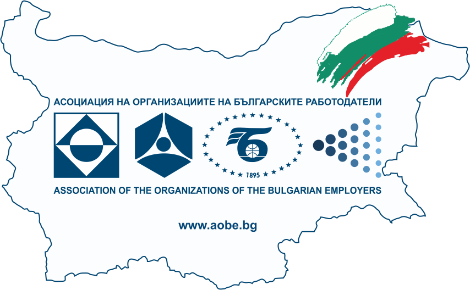 АСОЦИАЦИЯ НА ОРГАНИЗАЦИИТЕ НА БЪЛГАРСКИТЕ РАБОТОДАТЕЛИ
Б
1895
ASSOCIATION OF THE ORGANIZATIONS OF THE BULGARIAN EMPLOYERS
www.aobe.bg